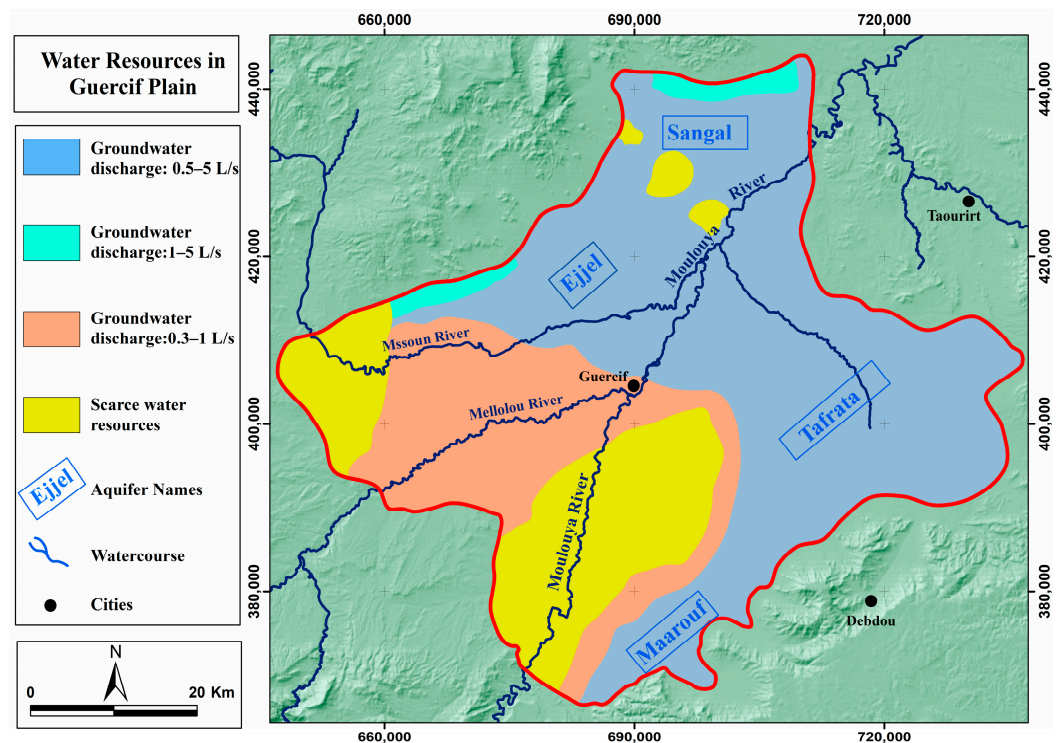 Water Resources in
Guercif Plain
Groundwater
discharge: 0.5–5 L/s
Groundwater
discharge:1–5 L/s
Groundwater
discharge:0.3–1 L/s
Scarce water
resources
Ejjel
Aquifer Names
Watercourse
Cities
N
0
20 Km
660,000
690,000
720,000
440,000
440,000
Sangal
River
Taourirt
420,000
Moulouya
420,000
Ejjel
Mssoun River
Guercif
Mellolou River
400,000
Tafrata
400,000
Moulouya River
380,000
380,000
Maarouf
Debdou
660,000
690,000
720,000